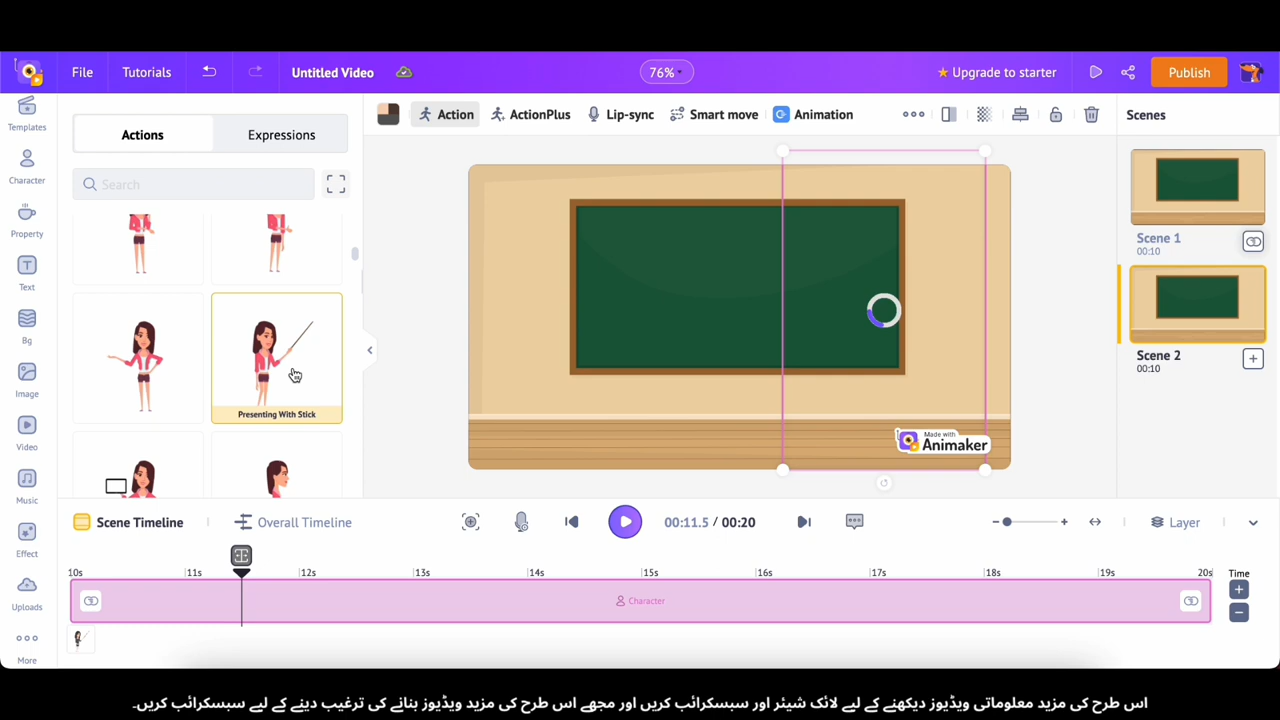 File
Tutorials
Untitled Video
76%
Upgrade to starter
Publish
Templates
Character
Property
Text
Bg
Image
Video
Music
Effect
Uploads
More
Actions
Expressions
Search
Presenting With Stick
Action
ActionPlus
Lip-sync
Smart move
Animation
Made with
Animaker
Scenes
Scene 1
00:10
Scene 2
00:10
Scene Timeline
Overall Timeline
00:11.5 / 00:20
Layer
10s 11s 12s 13s 14s 15s 16s 17s 18s 19s 20s
Time
Character
اس طرح کی مزید معلوماتی ویڈیوز دیکھنے کے لیے لائک شیئر اور سبسکرائب کریں اور مجھے اس طرح کی مزید ویڈیوز بنانے کی ترغیب دینے کے لیے سبسکرائب کریں۔